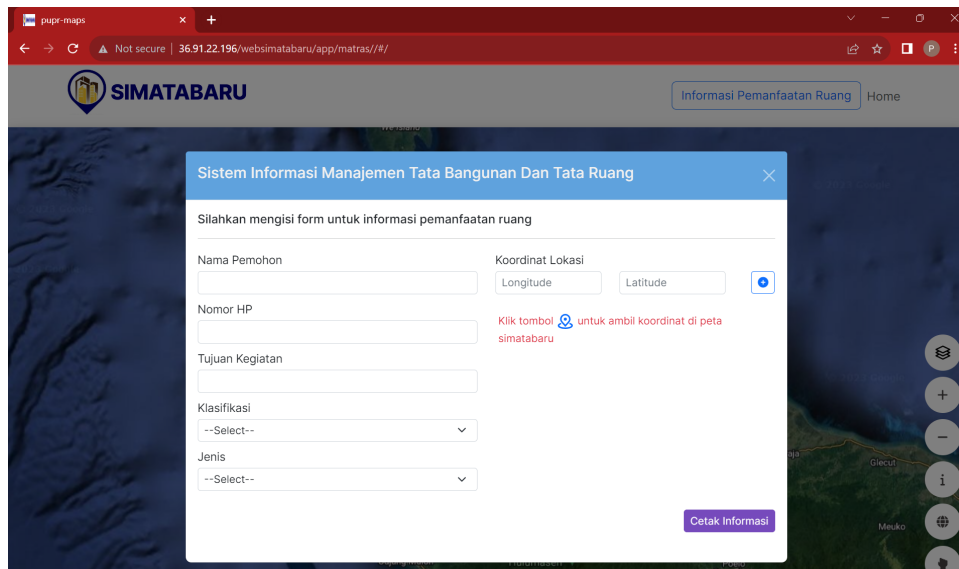 pupr-maps
Not secure | 36.91.22.196/websimatabaru/app/matras//#/
P
SIMATABARU
Informasi Pemanfaatan Ruang
Home
We Island
Sistem Informasi Manajemen Tata Bangunan Dan Tata Ruang
Silahkan mengisi form untuk informasi pemanfaatan ruang
Nama Pemohon
Koordinat Lokasi
Longitude
Latitude
Nomor HP
Klik tombol untuk ambil koordinat di peta
simatabaru
Tujuan Kegiatan
Klasifikasi
--Select--
Jenis
--Select--
Glecut
i
Cetak Informasi
Meuko